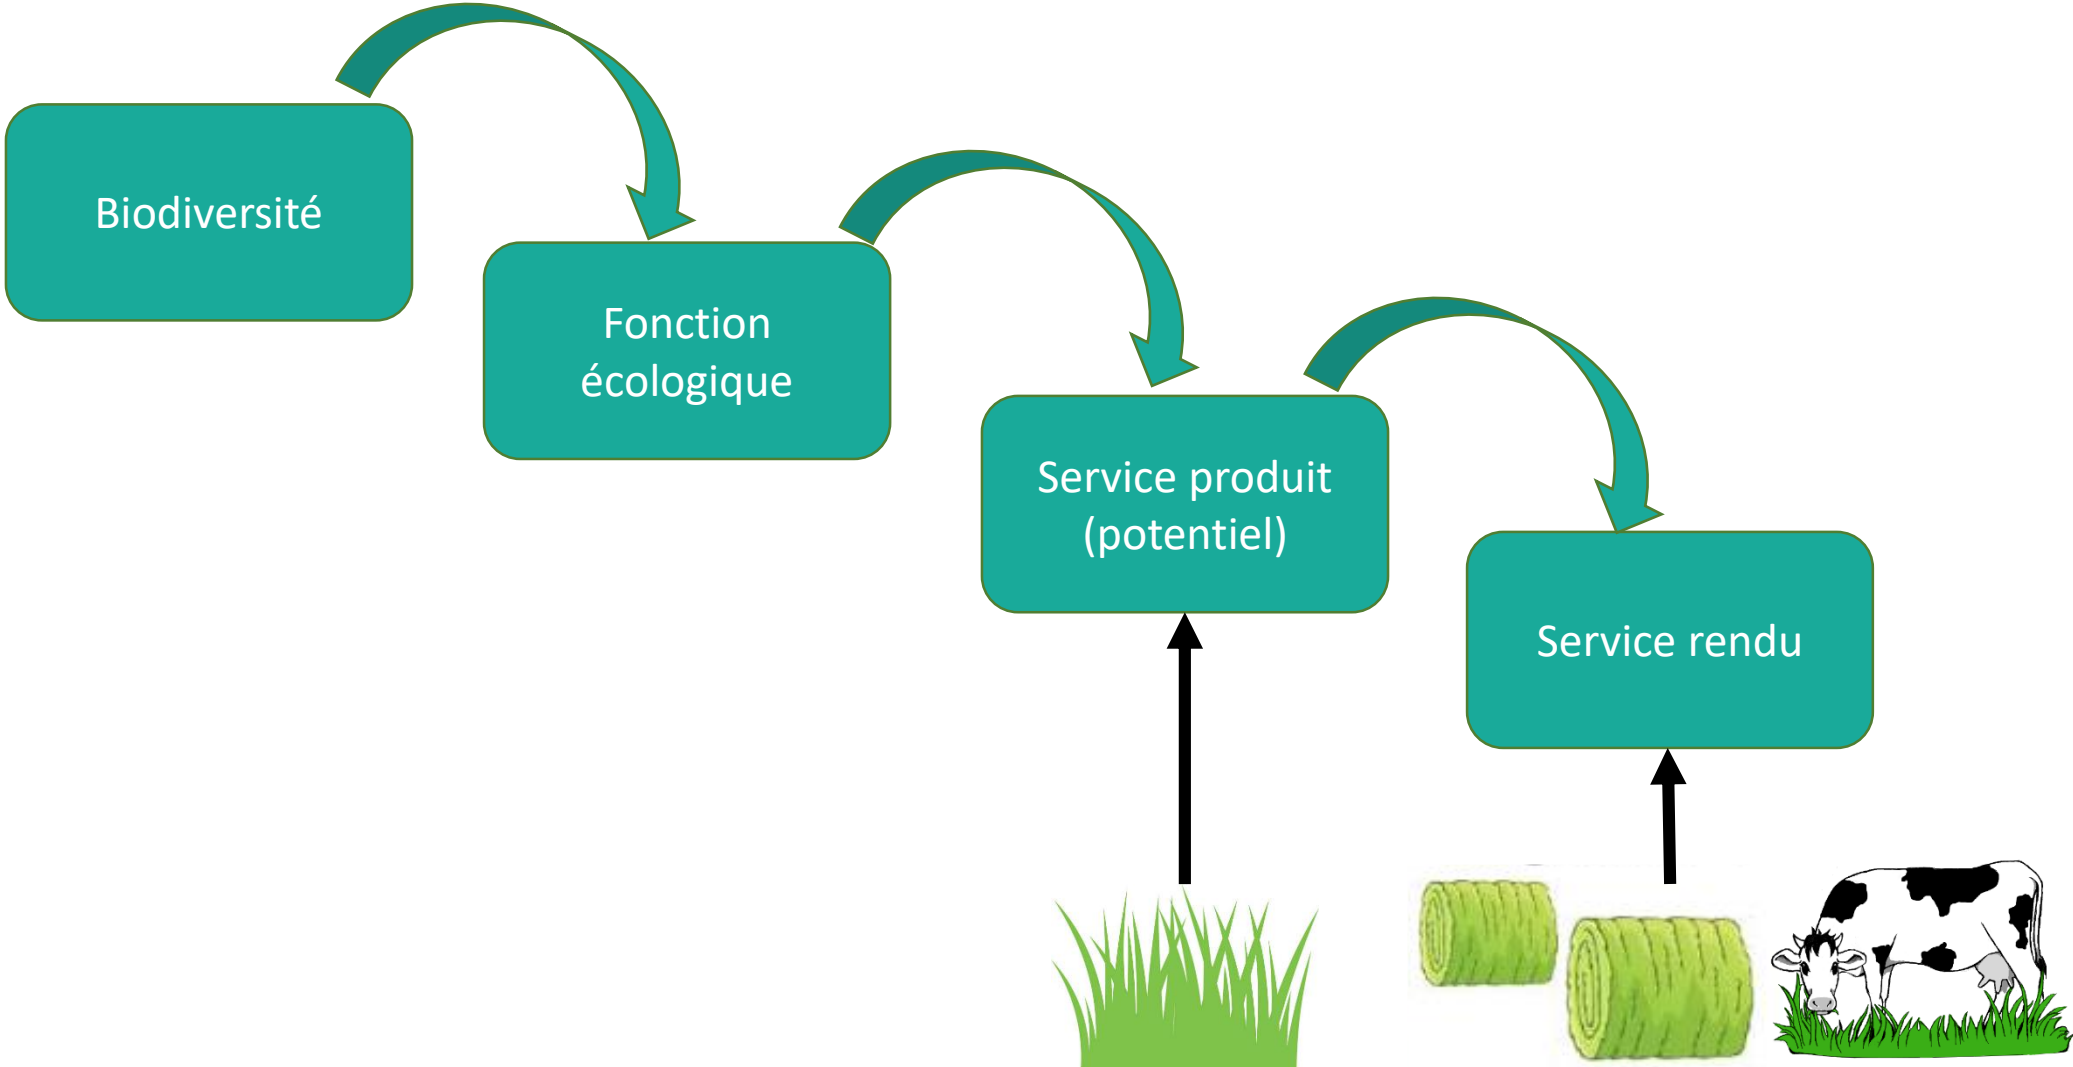 Biodiversité
Fonction
écologique
Service produit
(potentiel)
Service rendu